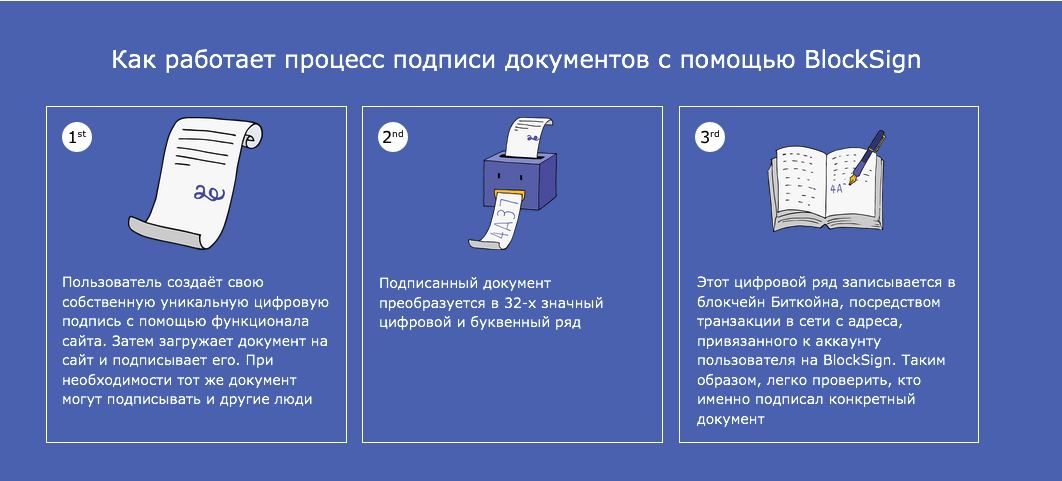 Как работает процесс подписи документов с помощью BlockSign
1st
Пользователь создаёт свою
собственную уникальную цифровую
подпись с помощью функционала
сайта. Затем загружает документ на
сайт и подписывает его. При
необходимости тот же документ
могут подписывать и другие люди
2nd
4A37
Подписанный документ
преобразуется в 32-х значный
цифровой и буквенный ряд
3rd
4A
Этот цифровой ряд записывается в
блокчейн Биткойна, посредством
транзакции в сети с адреса,
привязанного к аккаунту
пользователя на BlockSign. Таким
образом, легко проверить, кто
именно подписал конкретный
документ